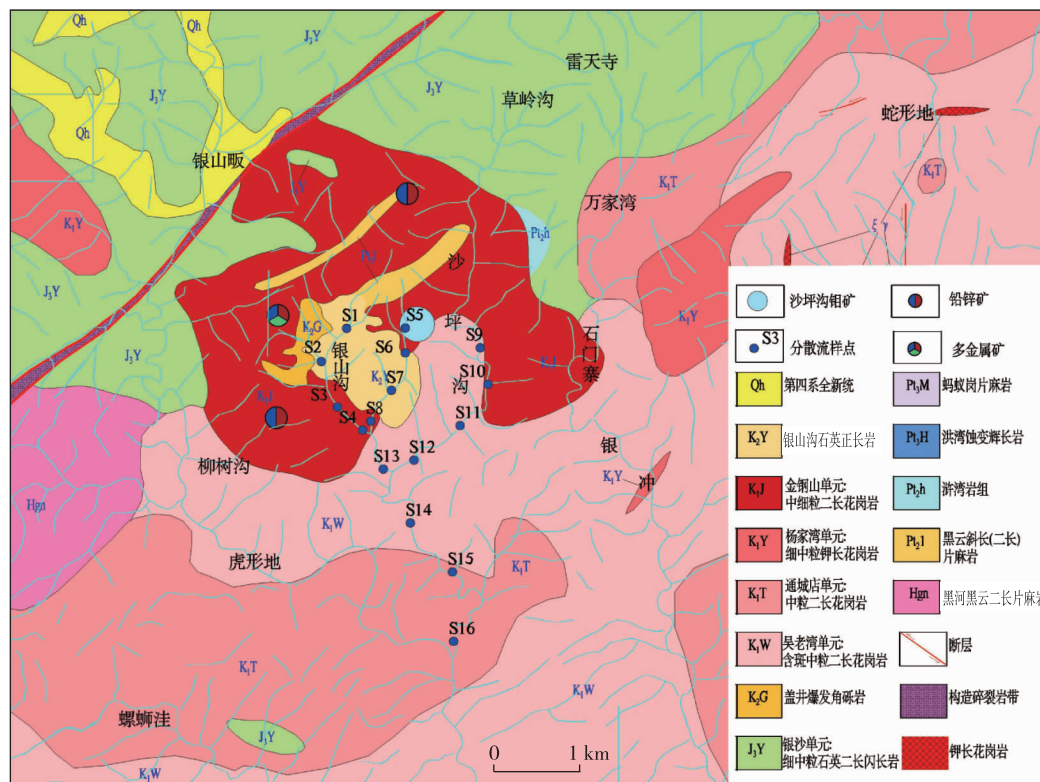 Qh
Qh
J₃Y
雷天寺
J₃Y
草岭沟
J₃Y
蛇形地
Qh
银山畈
K₁T
万家湾
K₁T
K₁Y
Pt₂h
ξγ
沙
J₃Y
K₁Y
S1
S5
坪
石门寨
K₂G
S9
S6
S2
银山沟
沟
K₁J
J₃Y
K₂Y
S7
S10
S3
K₁J
S8
S4
S11
银
S12
柳树沟
S13
K₁Y
冲
Hgn
K₁W
S14
虎形地
S15
K₁T
S16
K₁T
K₁W
螺蛳洼
J₃Y
K₁W
0 1 km
沙坪沟钼矿
铅锌矿
S3
分散流样点
多金属矿
Qh
第四系全新统
Pt₃M
蚂蚁岗片麻岩
K₂Y
银山沟石英正长岩
Pt₃H
洪湾蚀变辉长岩
K₁J
金钢山单元:
中细粒二长花岗岩
Pt₂h
浒湾岩组
K₁Y
杨家湾单元:
细中粒钾长花岗岩
Pt₂l
黑云斜长(二长)
片麻岩
K₁T
通城店单元:
中粒二长花岗岩
Hgn
黑河黑云二长片麻岩
K₁W
吴老湾单元:
含斑中粒二长花岗岩
断层
K₂G
盖井爆发角砾岩
构造碎裂岩带
J₃Y
银沙单元:
细中粒石英二长闪长岩
钾长花岗岩